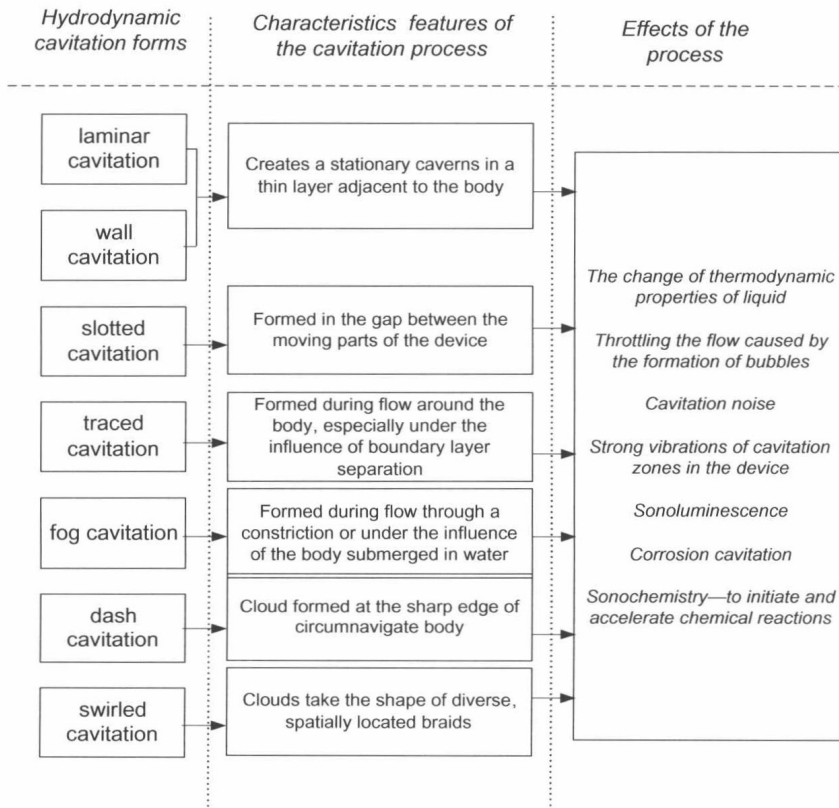 Hydrodynamic
cavitation forms
Characteristics features of
the cavitation process
Effects of the
process
laminar
cavitation
wall
cavitation
Creates a stationary caverns in a
thin layer adjacent to the body
slotted
cavitation
Formed in the gap between the
moving parts of the device
traced
cavitation
Formed during flow around the
body, especially under the
influence of boundary layer
separation
fog cavitation
Formed during flow through a
constriction or under the influence
of the body submerged in water
dash
cavitation
Cloud formed at the sharp edge of
circumnavigate body
swirled
cavitation
Clouds take the shape of diverse,
spatially located braids
The change of thermodynamic
properties of liquid
Throttling the flow caused by
the formation of bubbles
Cavitation noise
Strong vibrations of cavitation
zones in the device
Sonoluminescence
Corrosion cavitation
Sonochemistry—to initiate and
accelerate chemical reactions